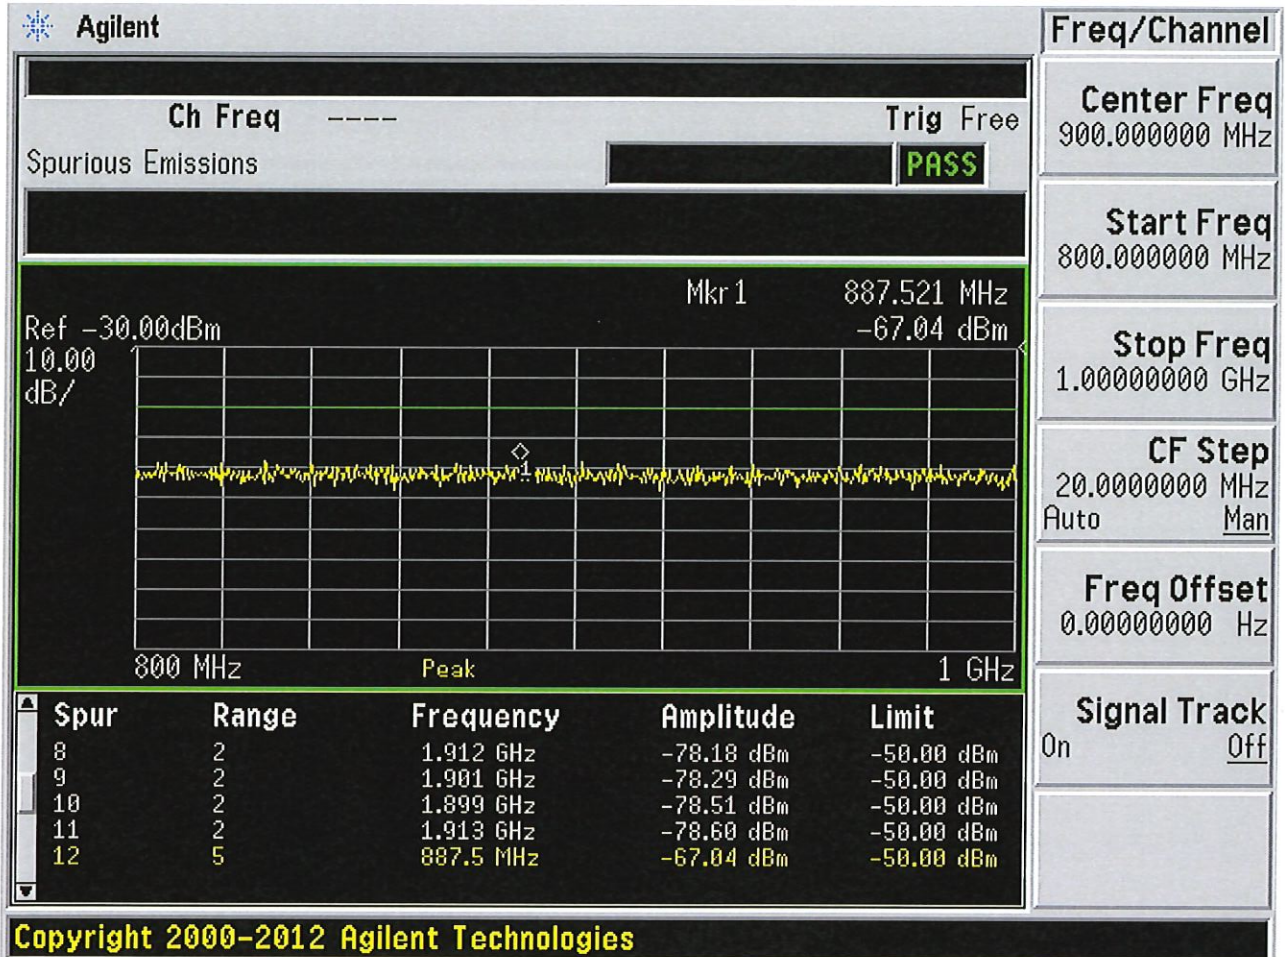 Agilent
Freq/Channel
Ch Freq ---- Trig Free
Spurious Emissions PASS
Mkr1 887.521 MHz
Ref -30.00dBm -67.04 dBm
10.00
dB/
1
800 MHz Peak 1 GHz
Spur Range Frequency Amplitude Limit
8 2 1.912 GHz -78.18 dBm -50.00 dBm
9 2 1.901 GHz -78.29 dBm -50.00 dBm
10 2 1.899 GHz -78.51 dBm -50.00 dBm
11 2 1.913 GHz -78.60 dBm -50.00 dBm
12 5 887.5 MHz -67.04 dBm -50.00 dBm
Center Freq
900.000000 MHz
Start Freq
800.000000 MHz
Stop Freq
1.00000000 GHz
CF Step
20.0000000 MHz
Auto Man
Freq Offset
0.00000000 Hz
Signal Track
On Off
Copyright 2000-2012 Agilent Technologies